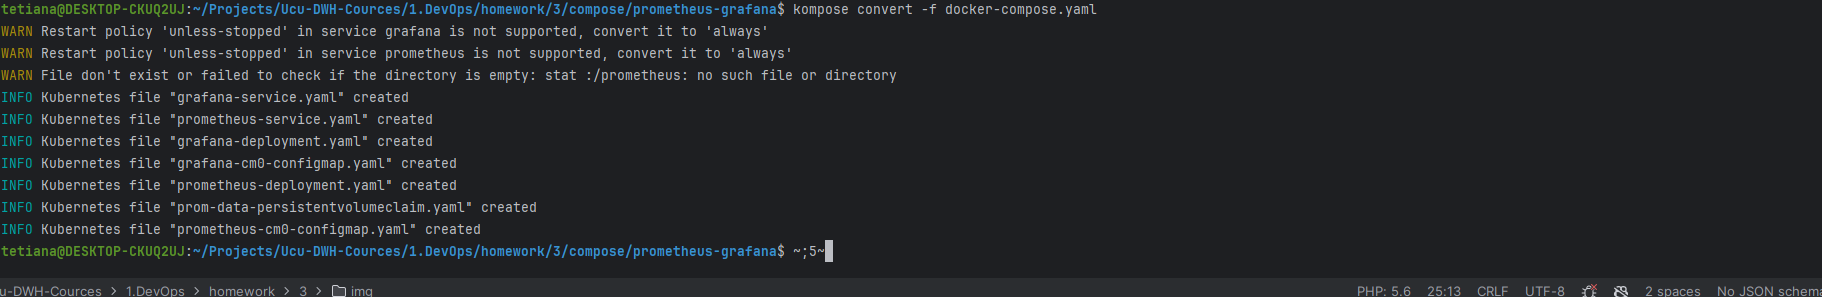 tetiana@DESKTOP-CKUQ2UJ:~/Projects/Ucu-DWH-Cources/1.DevOps/homework/3/compose/prometheus-grafana$ kompose convert -f docker-compose.yaml
WARN Restart policy 'unless-stopped' in service grafana is not supported, convert it to 'always'
WARN Restart policy 'unless-stopped' in service prometheus is not supported, convert it to 'always'
WARN File don't exist or failed to check if the directory is empty: stat :/prometheus: no such file or directory
INFO Kubernetes file "grafana-service.yaml" created
INFO Kubernetes file "prometheus-service.yaml" created
INFO Kubernetes file "grafana-deployment.yaml" created
INFO Kubernetes file "grafana-cm0-configmap.yaml" created
INFO Kubernetes file "prometheus-deployment.yaml" created
INFO Kubernetes file "prom-data-persistentvolumeclaim.yaml" created
INFO Kubernetes file "prometheus-cm0-configmap.yaml" created
tetiana@DESKTOP-CKUQ2UJ:~/Projects/Ucu-DWH-Cources/1.DevOps/homework/3/compose/prometheus-grafana$ ~;5~
u-DWH-Cources > 1.DevOps > homework > 3 > img PHP: 5.6 25:13 CRLF UTF-8 2 spaces No JSON schema